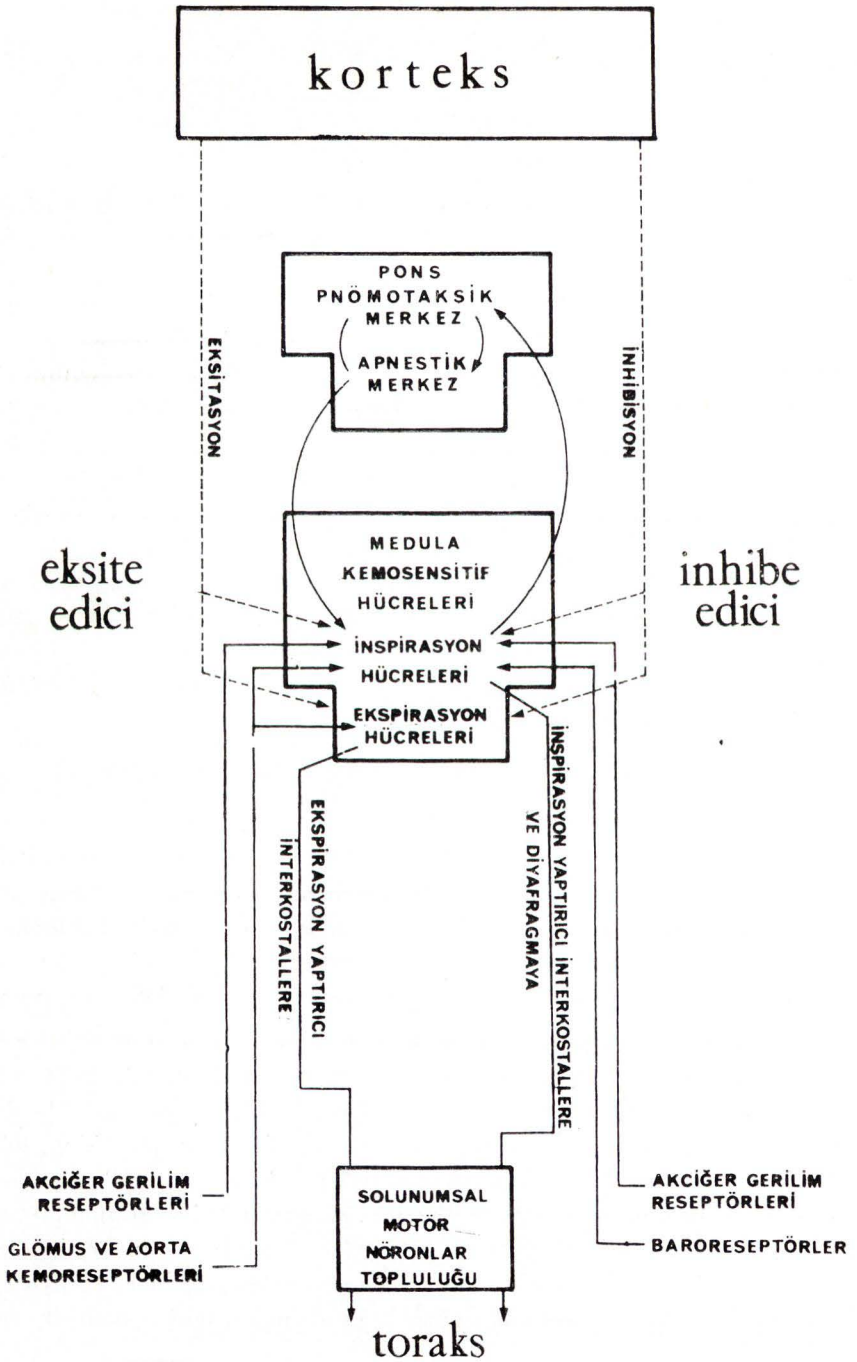 korteks
PONS
PNÖMOTAKSİK
MERKEZ
APNESTİK
MERKEZ
EKSİTASYON
İNHİBİSYON
eksite
edici
inhibe
edici
MEDULA
KEMOSENSİTİF
HÜCRELERİ
İNSPİRASYON
HÜCRELERİ
EKSPİRASYON
HÜCRELERİ
EKSPİRASYON YAPTIRICI
İNTERKOSTALLERE
İNSPİRASYON YAPTIRICI İNTERKOSTALLERE
VE DİYAFRAGMAYA
AKCİĞER GERİLİM
RESEPTÖRLERİ
GLÖMUS VE AORTA
KEMORESEPTÖRLERİ
SOLUNUMSAL
MOTÖR
NÖRONLAR
TOPLULUĞU
AKCİĞER GERİLİM
RESEPTÖRLERİ
BARORESEPTÖRLER
toraks